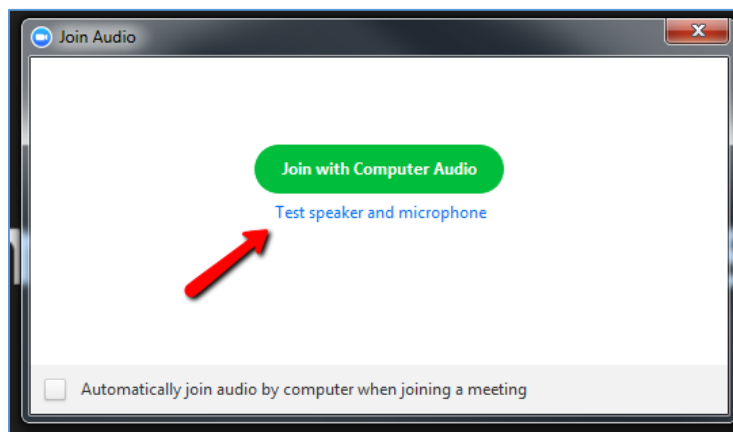 Join Audio
Join with Computer Audio
Test speaker and microphone
Automatically join audio by computer when joining a meeting